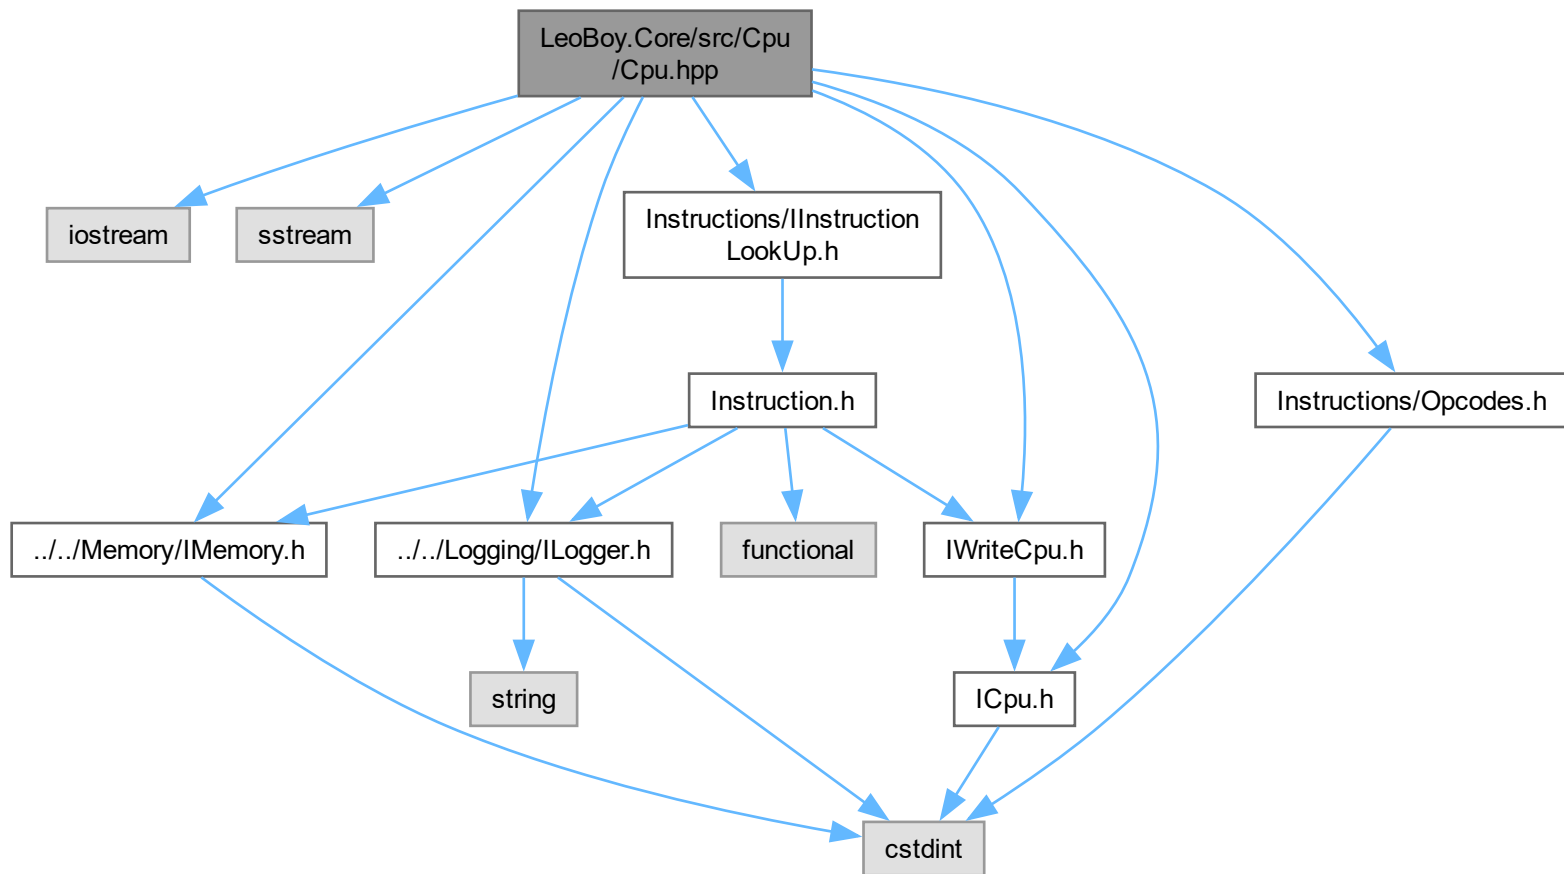 LeoBoy.Core/src/Cpu
/Cpu.hpp
iostream
sstream
Instructions/IInstruction
LookUp.h
Instruction.h
Instructions/Opcodes.h
../../Memory/IMemory.h
../../Logging/ILogger.h
functional
IWriteCpu.h
string
ICpu.h
cstdint